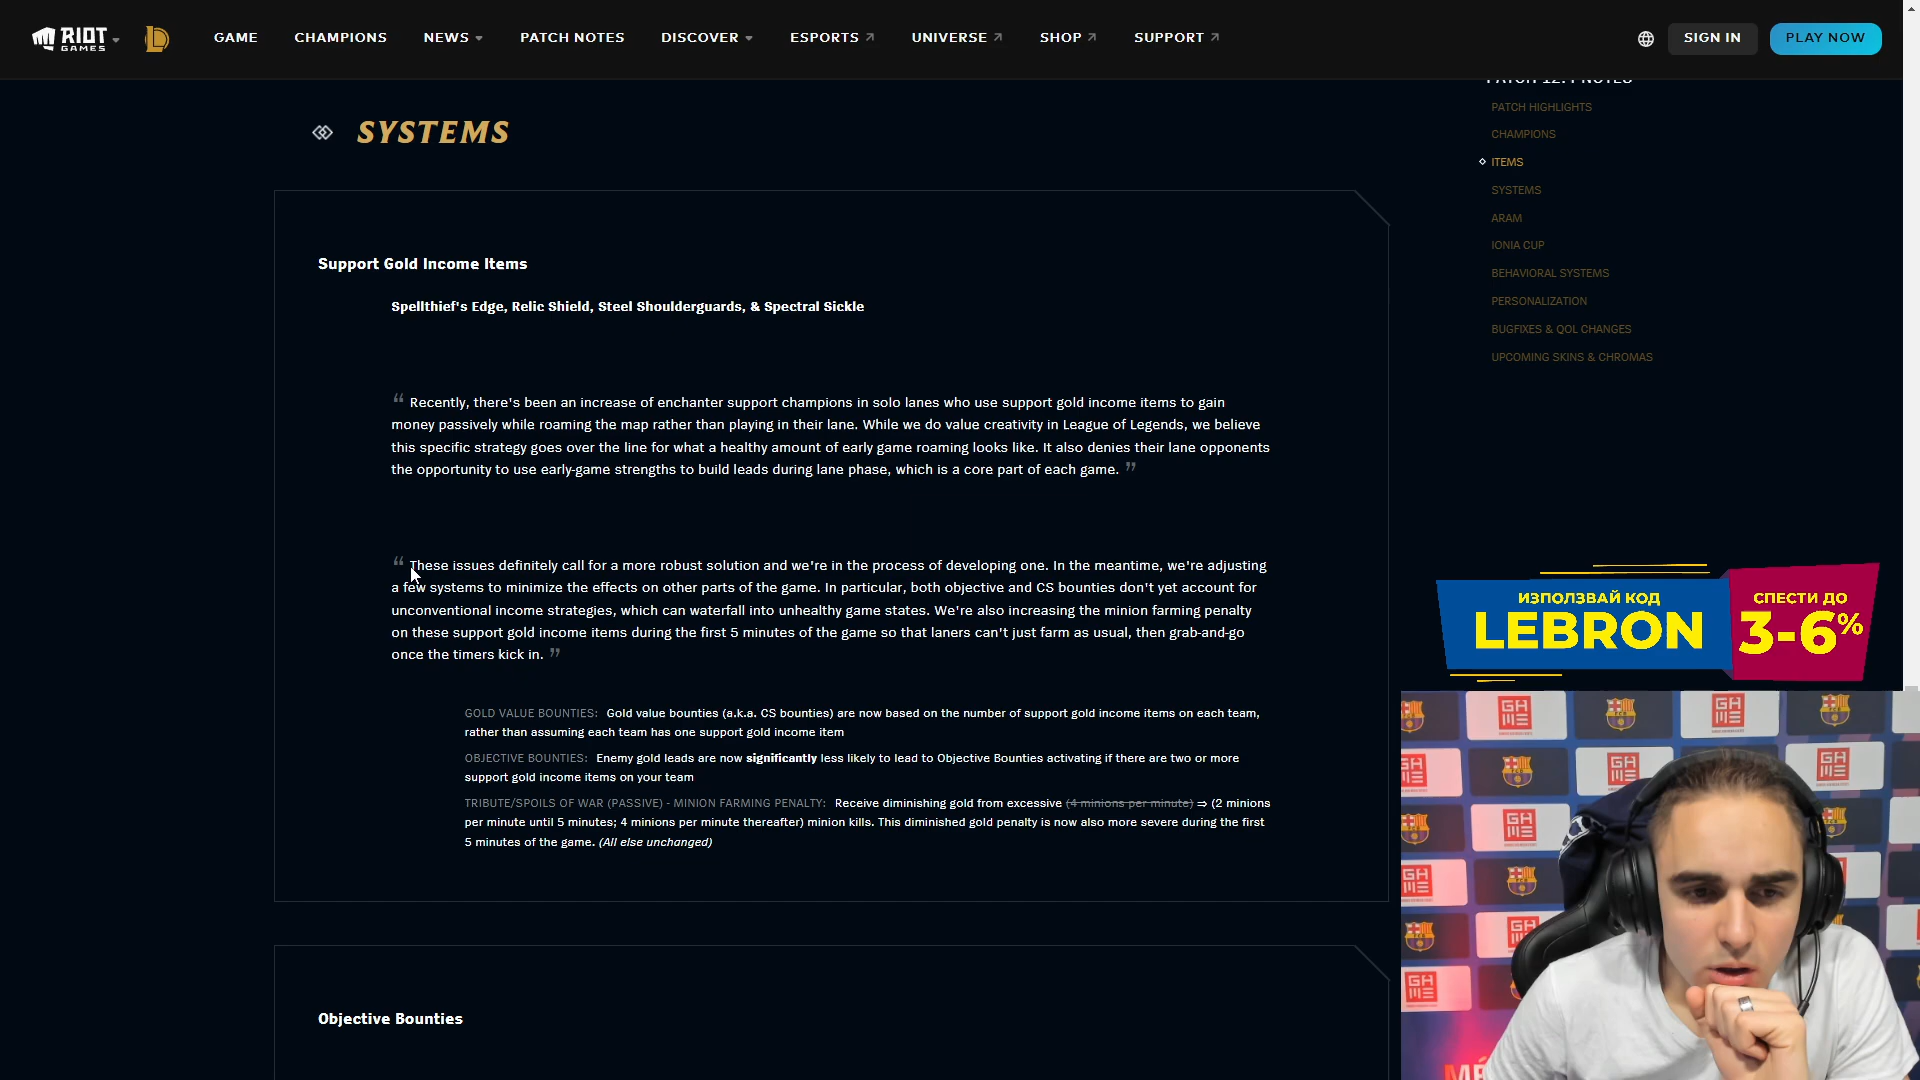 RIOT
GAMES
GAME
CHAMPIONS
NEWS
PATCH NOTES
DISCOVER
ESPORTS
UNIVERSE
SHOP
SUPPORT
SIGN IN
PLAY NOW
PATCH HIGHLIGHTS
CHAMPIONS
ITEMS
SYSTEMS
ARAM
IONIA CUP
BEHAVIORAL SYSTEMS
PERSONALIZATION
BUGFIXES & QOL CHANGES
UPCOMING SKINS & CHROMAS
SYSTEMS
Support Gold Income Items
Spellthief's Edge, Relic Shield, Steel Shoulderguards, & Spectral Sickle
“ Recently, there's been an increase of enchanter support champions in solo lanes who use support gold income items to gain
money passively while roaming the map rather than playing in their lane. While we do value creativity in League of Legends, we believe
this specific strategy goes over the line for what a healthy amount of early game roaming looks like. It also denies their lane opponents
the opportunity to use early-game strengths to build leads during lane phase, which is a core part of each game. ”
“ These issues definitely call for a more robust solution and we're in the process of developing one. In the meantime, we're adjusting
a few systems to minimize the effects on other parts of the game. In particular, both objective and CS bounties don't yet account for
unconventional income strategies, which can waterfall into unhealthy game states. We're also increasing the minion farming penalty
on these support gold income items during the first 5 minutes of the game so that laners can't just farm as usual, then grab-and-go
once the timers kick in. ”
GOLD VALUE BOUNTIES: Gold value bounties (a.k.a. CS bounties) are now based on the number of support gold income items on each team,
rather than assuming each team has one support gold income item
OBJECTIVE BOUNTIES: Enemy gold leads are now significantly less likely to lead to Objective Bounties activating if there are two or more
support gold income items on your team
TRIBUTE/SPOILS OF WAR (PASSIVE) - MINION FARMING PENALTY: Receive diminishing gold from excessive (4 minions per minute) ⇒ (2 minions
per minute until 5 minutes; 4 minions per minute thereafter) minion kills. This diminished gold penalty is now also more severe during the first
5 minutes of the game. (All else unchanged)
Objective Bounties
ИЗПОЛЗВАЙ КОД
LEBRON
СПЕСТИ ДО
3-6%